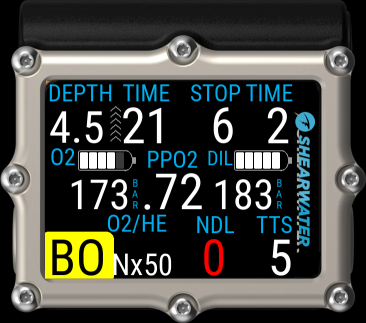 DEPTH TIME STOP TIME
4.5 21 6 2
O2 PPO2 DIL
173 BAR .72 183 BAR
O2/HE NDL TTS
BO Nx50 0 5
SHEARWATER